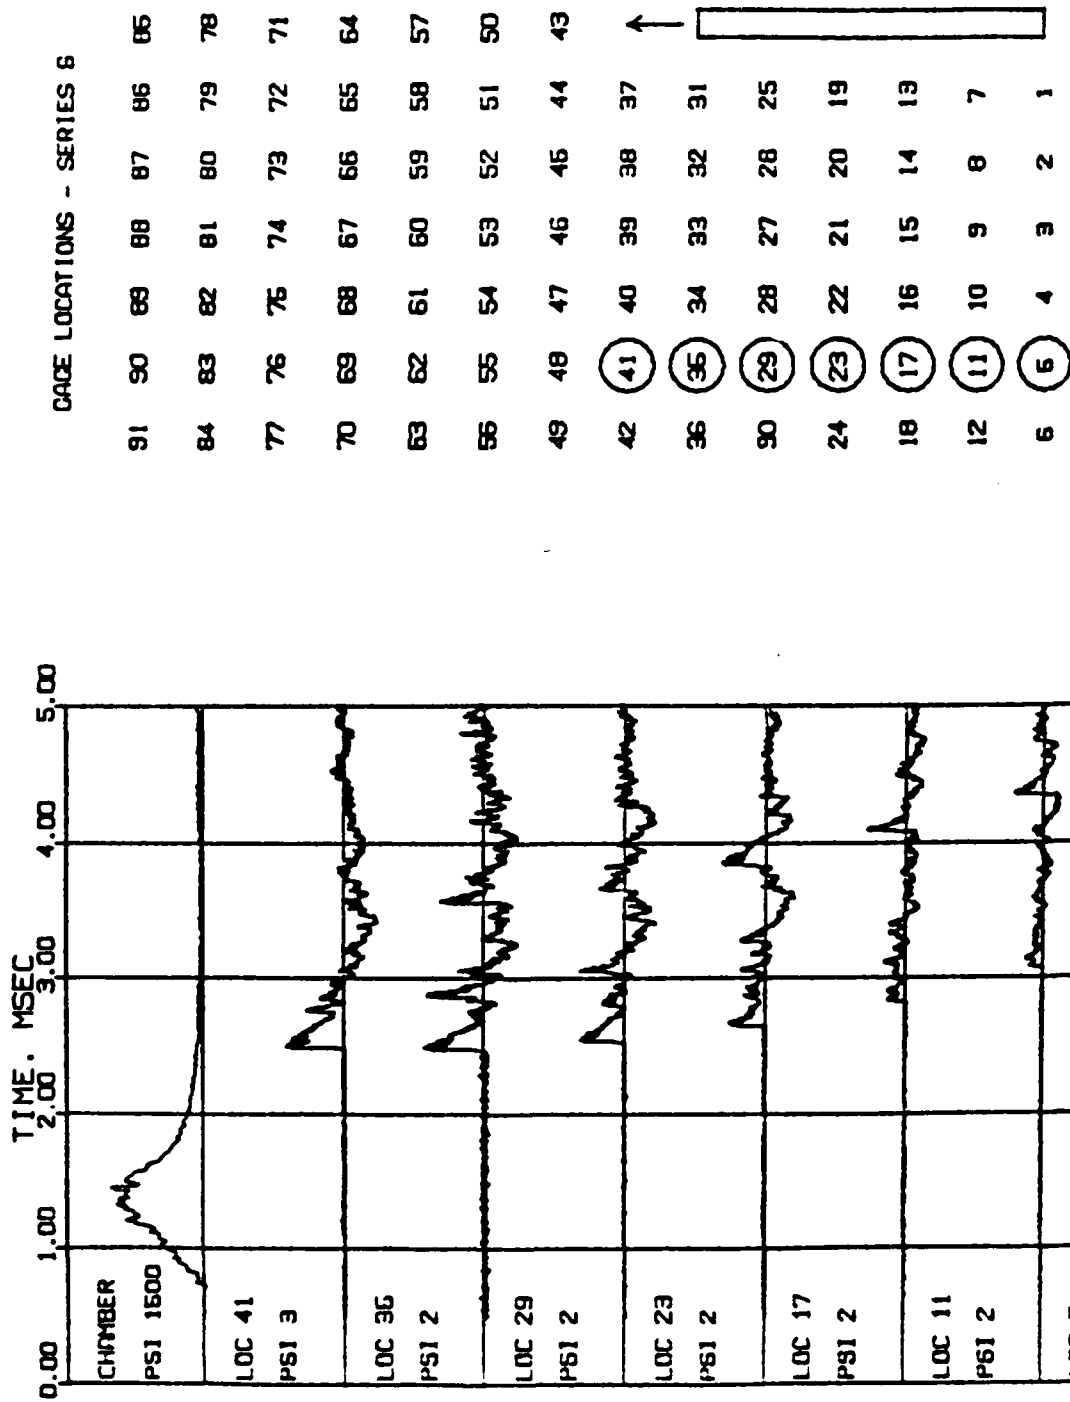 TIME. MSEC
0.00 1.00 2.00 3.00 4.00 5.00
CHAMBER
PSI 1500
LOC 41
PSI 3
LOC 35
PSI 2
LOC 29
PSI 2
LOC 23
PSI 2
LOC 17
PSI 2
LOC 11
PSI 2
GAGE LOCATIONS - SERIES 6
91 90 89 88 87 86 85
84 83 82 81 80 79 78
77 76 75 74 73 72 71
70 69 68 67 66 65 64
63 62 61 60 59 58 57
56 55 54 53 52 51 50
49 48 47 46 45 44 43
42 41 40 39 38 37
36 35 34 33 32 31
30 29 28 27 26 25
24 23 22 21 20 19
18 17 16 15 14 13
12 11 10 9 8 7
6 5 4 3 2 1